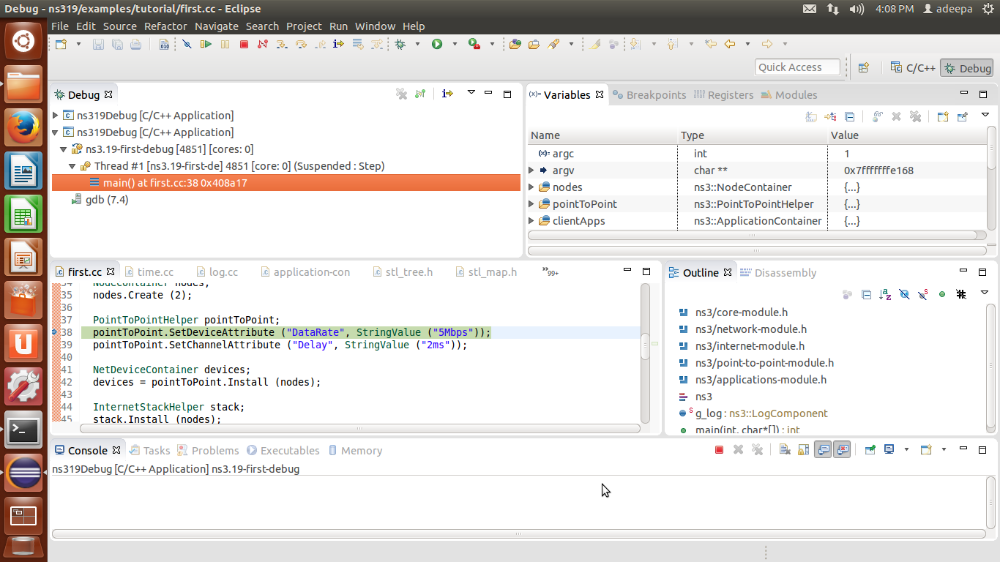 Debug - ns319/examples/tutorial/first.cc - Eclipse
4:08 PM adeepa
File Edit Source Refactor Navigate Search Project Run Window Help
010
Quick Access
C/C++ Debug
Debug
ns319Debug [C/C++ Application]
ns319Debug [C/C++ Application]
ns3.19-first-debug [4851] [cores: 0]
Thread #1 [ns3.19-first-de] 4851 [core: 0] (Suspended : Step)
main() at first.cc:38 0x408a17
gdb (7.4)
(x)= Variables Breakpoints Registers Modules
Name Type Value
(x)= argc int 1
argv char ** 0x7fffffffe168
nodes ns3::NodeContainer {...}
pointToPoint ns3::PointToPointHelper {...}
clientApps ns3::ApplicationContainer {...}
first.cc time.cc log.cc application-con stl_tree.h stl_map.h »99+
34 NodeContainer nodes;
35 nodes.Create (2);
36
37 PointToPointHelper pointToPoint;
38 pointToPoint.SetDeviceAttribute ("DataRate", StringValue ("5Mbps"));
39 pointToPoint.SetChannelAttribute ("Delay", StringValue ("2ms"));
40
41 NetDeviceContainer devices;
42 devices = pointToPoint.Install (nodes);
43
44 InternetStackHelper stack;
45 stack.Install (nodes);
Outline Disassembly
ns3/core-module.h
ns3/network-module.h
ns3/internet-module.h
ns3/point-to-point-module.h
ns3/applications-module.h
ns3
g_log : ns3::LogComponent
main(int, char*[]) : int
Console Tasks Problems Executables Memory
ns319Debug [C/C++ Application] ns3.19-first-debug